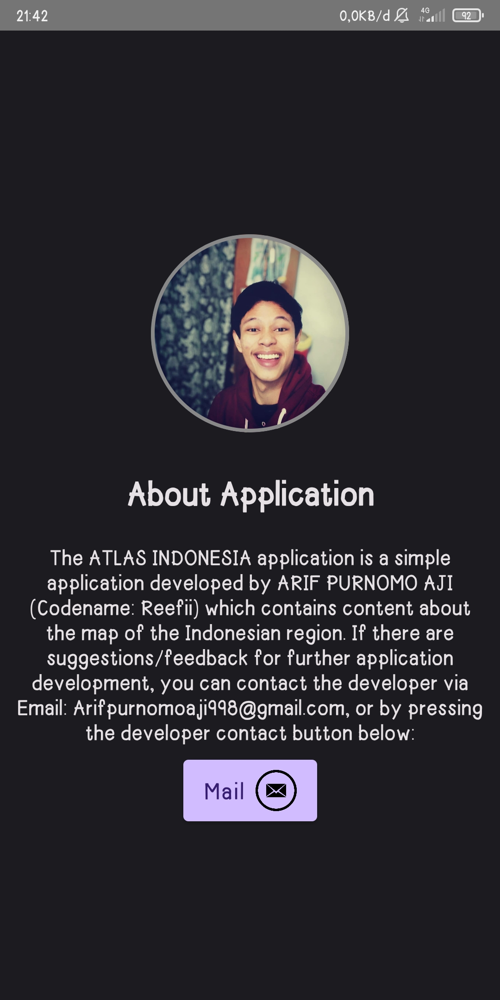 21:42
0,0KB/d
4G
92
About Application
The ATLAS INDONESIA application is a simple
application developed by ARIF PURNOMO AJI
(Codename: Reefii) which contains content about
the map of the Indonesian region. If there are
suggestions/feedback for further application
development, you can contact the developer via
Email: Arifpurnomoaji998@gmail.com, or by pressing
the developer contact button below:
Mail